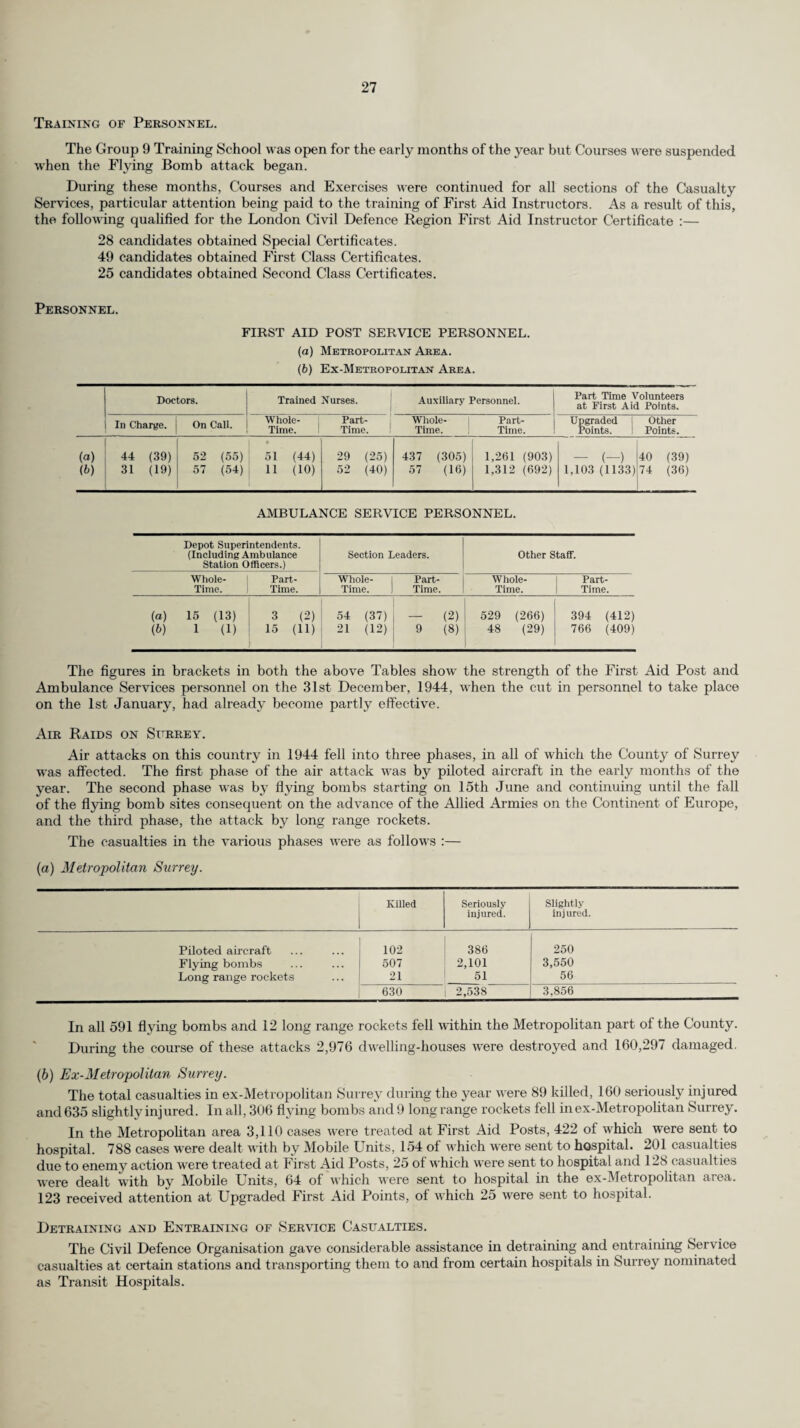 27
Training of Personnel.
The Group 9 Training School was open for the early months of the year but Courses were suspended
when the Flying Bomb attack began.
During these months, Courses and Exercises were continued for all sections of the Casualty
Services, particular attention being paid to the training of First Aid Instructors. As a result of this,
the following qualified for the London Civil Defence Region First Aid Instructor Certificate :—
28 candidates obtained Special Certificates.
49 candidates obtained First Class Certificates.
25 candidates obtained Second Class Certificates.
Personnel.
FIRST AID POST SERVICE PERSONNEL.
(a) Metropolitan Area.
(b) Ex-Metropolitan Area.
Doctors. Trained Nurses. Auxiliary Personnel. Part Time Volunteers at First Aid Points.
In Charge. On Call. Whole-Time. Part-Time. Whole-Time. Part-Time. Upgraded Points. Other Points.
(a) 44 (39) 52 (55) 51 (44) 29 (25) 437 (305) 1,261 (903) — (—) 40 (39)
(b) 31 (19) 57 (54) 11 (10) 52 (40) 57 (16) 1,312 (692) 1,103 (1133) 74 (36)
AMBULANCE SERVICE PERSONNEL.
Depot Superintendents. (Including Ambulance Station Officers.) Section Leaders. Other Staff.
Whole-Time. Part-Time. Whole-Time. Part-Time. Whole-Time. Part-Time.
(a) 15 (13) 3 (2) 54 (37) — (2) 529 (266) 394 (412)
(b) 1 (1) 15 (11) 21 (12) 9 (8) 48 (29) 766 (409)
The figures in brackets in both the above Tables show the strength of the First Aid Post and
Ambulance Services personnel on the 31st December, 1944, when the cut in personnel to take place
on the 1st January, had already become partly effective.
Air Raids on Surrey.
Air attacks on this country in 1944 fell into three phases, in all of which the County of Surrey
was affected. The first phase of the air attack was by piloted aircraft in the early months of the
year. The second phase was by flying bombs starting on 15th June and continuing until the fall
of the flying bomb sites consequent on the advance of the Allied Armies on the Continent of Europe,
and the third phase, the attack by long range rockets.
The casualties in the various phases were as follows :—
(a) Metropolitan Surrey.
Killed Seriously injured. Slightly injured.
Piloted aircraft ... ... 102 386 250
Flying bombs ... ... 507 2,101 3,550
Long range rockets ... 21 51 56
630 2,538 3,856
In all 591 flying bombs and 12 long range rockets fell within the Metropolitan part of the County.
During the course of these attacks 2,976 dwelling-houses were destroyed and 160,297 damaged.
(b) Ex-Metropolitan Surrey.
The total casualties in ex-Metropolitan Surrey during the year were 89 killed, 160 seriously injured
and 635 slightly injured. In all, 306 flying bombs and 9 long range rockets fell in ex-Metropolitan Surrey.
In the Metropolitan area 3,110 cases were treated at First Aid Posts, 422 of which were sent to
hospital. 788 cases were dealt with by Mobile Units, 154 of which were sent to hospital. 201 casualties
due to enemy action were treated at First Aid Posts, 25 of which were sent to hospital and 128 casualties
were dealt with by Mobile Units, 64 of which were sent to hospital in the ex-Metropolitan area.
123 received attention at Upgraded First Aid Points, of which 25 were sent to hospital.
Detraining and Entraining of Service Casualties.
The Civil Defence Organisation gave considerable assistance in detraining and entraining Service
casualties at certain stations and transporting them to and from certain hospitals in Surrey nominated
as Transit Hospitals.